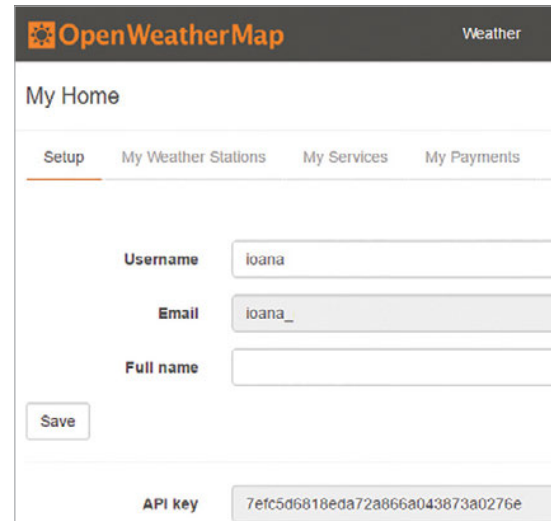 OpenWeatherMap Weather
My Home
Setup My Weather Stations My Services My Payments
Username ioana
Email ioana_
Full name
Save
API key 7efc5d6818eda72a866a043873a0276e